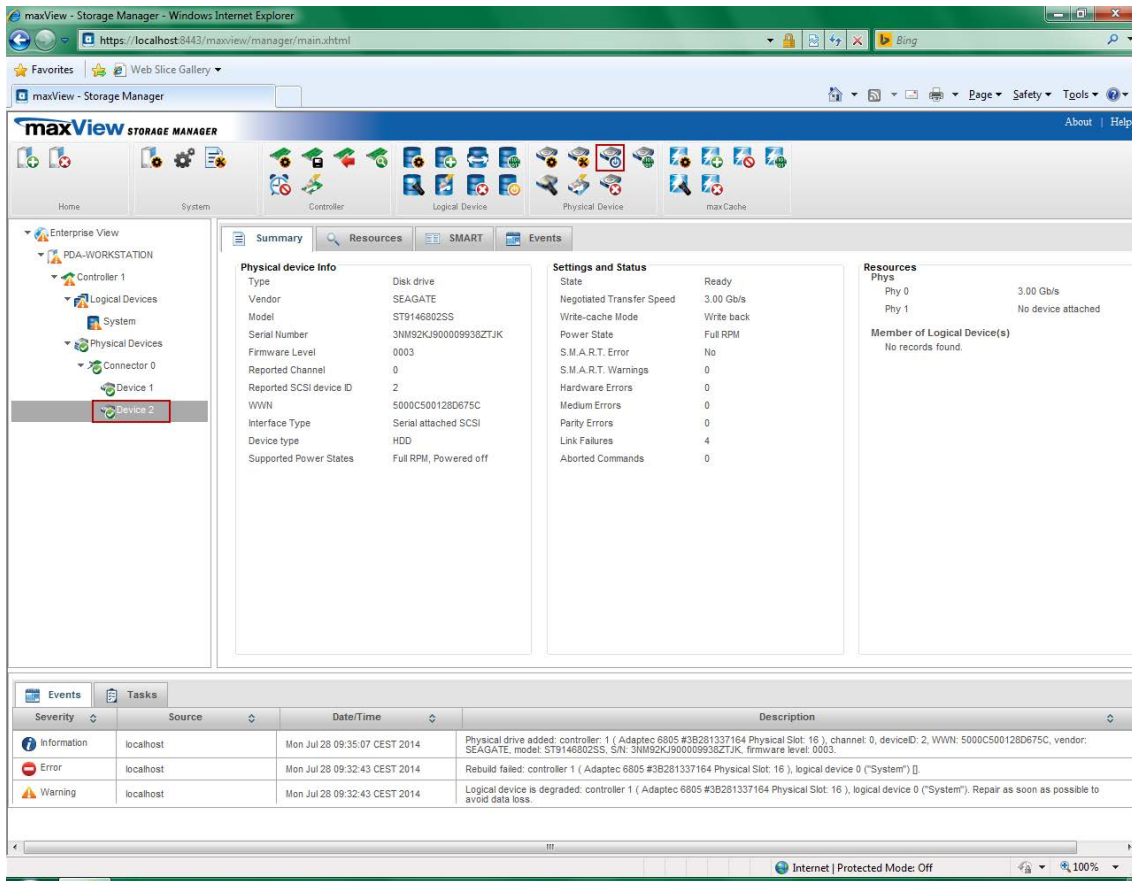 maxView - Storage Manager - Windows Internet Explorer
https://localhost:8443/maxview/manager/main.xhtml
Bing
Favorites
Web Slice Gallery
maxView - Storage Manager
Page Safety Tools
maxView STORAGE MANAGER
About | Help
Home System Controller Logical Device Physical Device maxCache
Enterprise View
PDA-WORKSTATION
Controller 1
Logical Devices
System
Physical Devices
Connector 0
Device 1
Device 2
Summary Resources SMART Events
Physical device Info
Type Disk drive
Vendor SEAGATE
Model ST9146802SS
Serial Number 3NM92KJ900009938ZTJK
Firmware Level 0003
Reported Channel 0
Reported SCSI device ID 2
WWN 5000C500128D675C
Interface Type Serial attached SCSI
Device type HDD
Supported Power States Full RPM, Powered off
Settings and Status
State Ready
Negotiated Transfer Speed 3.00 Gb/s
Write-cache Mode Write back
Power State Full RPM
S.M.A.R.T. Error No
S.M.A.R.T. Warnings 0
Hardware Errors 0
Medium Errors 0
Parity Errors 0
Link Failures 4
Aborted Commands 0
Resources
Phys
Phy 0 3.00 Gb/s
Phy 1 No device attached
Member of Logical Device(s)
No records found.
Events Tasks
Severity Source Date/Time Description
Information localhost Mon Jul 28 09:35:07 CEST 2014 Physical drive added: controller: 1 ( Adaptec 6805 #3B281337164 Physical Slot: 16 ), channel: 0, deviceID: 2, WWN: 5000C500128D675C, vendor:
SEAGATE, model: ST9146802SS, S/N: 3NM92KJ900009938ZTJK, firmware level: 0003.
Error localhost Mon Jul 28 09:32:43 CEST 2014 Rebuild failed: controller 1 ( Adaptec 6805 #3B281337164 Physical Slot: 16 ), logical device 0 ("System") [].
Warning localhost Mon Jul 28 09:32:43 CEST 2014 Logical device is degraded: controller 1 ( Adaptec 6805 #3B281337164 Physical Slot: 16 ), logical device 0 ("System"). Repair as soon as possible to
avoid data loss.
Internet | Protected Mode: Off
100%